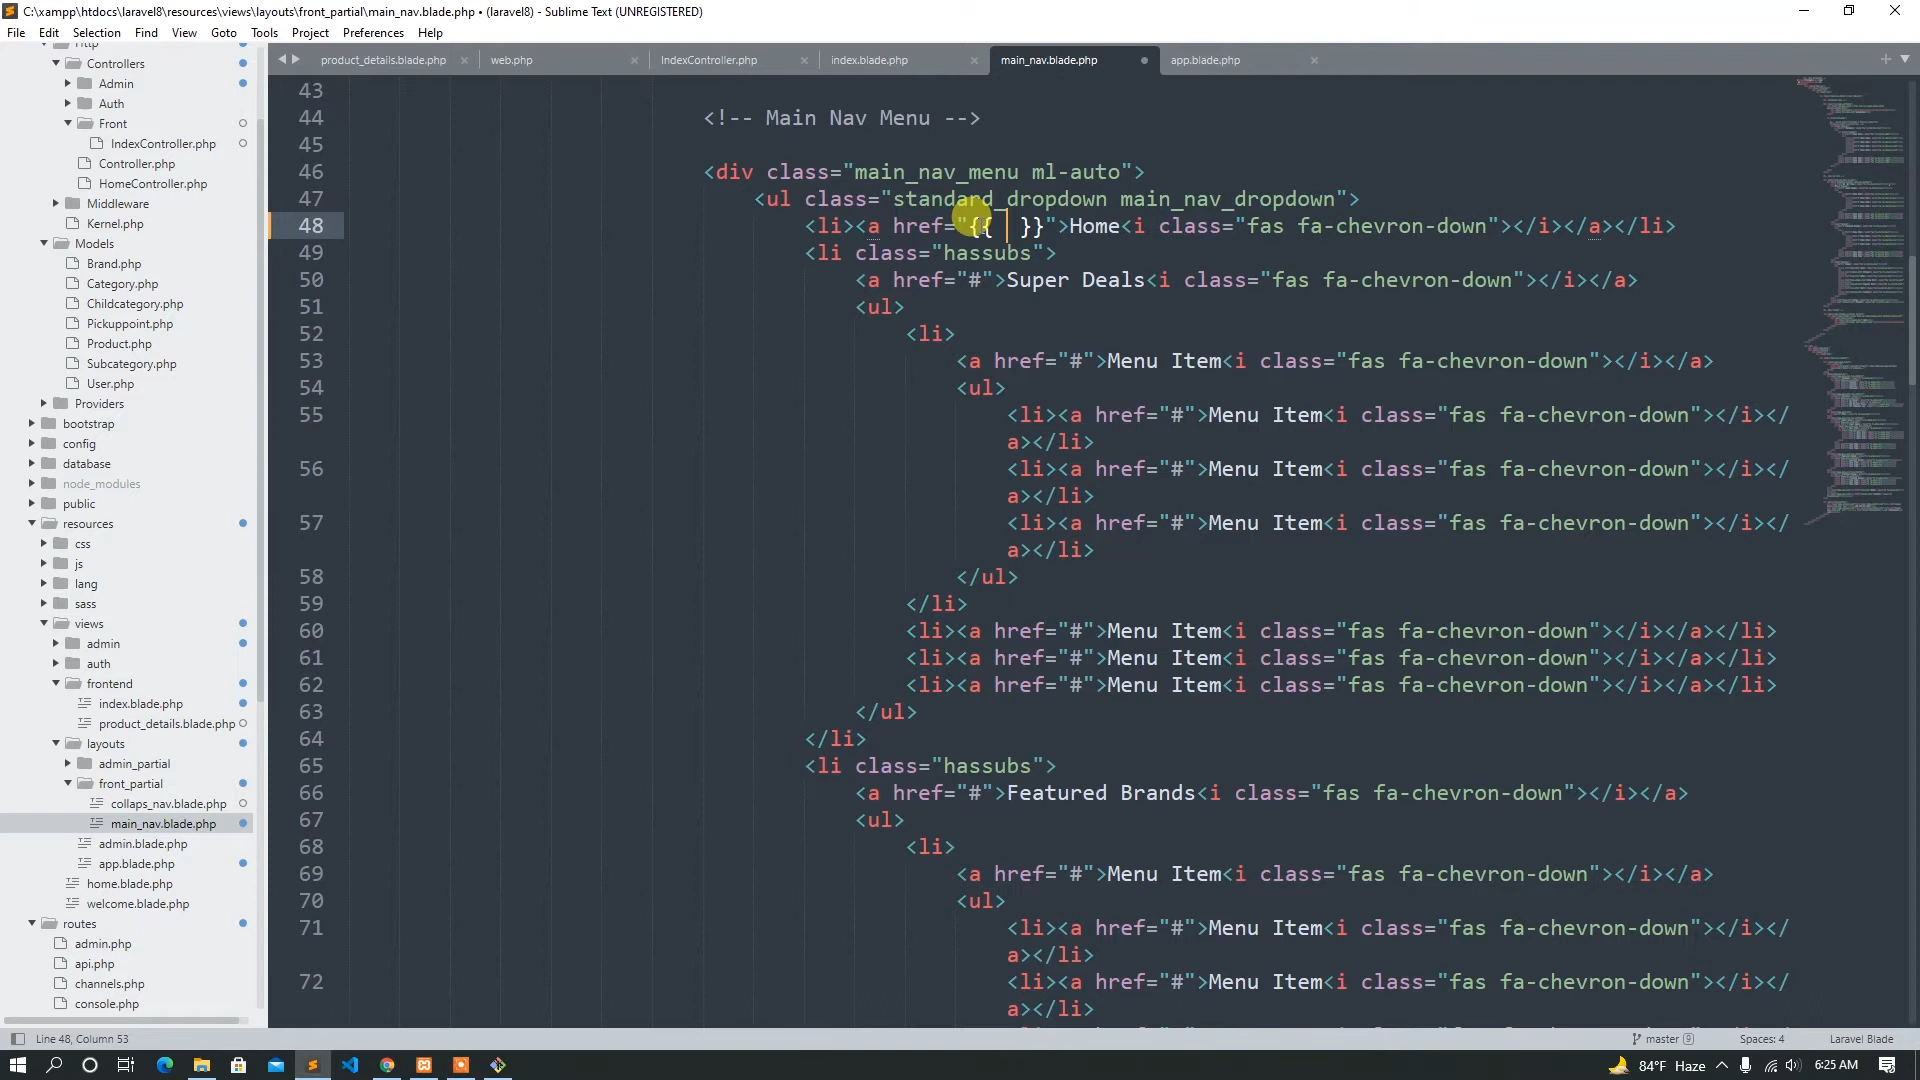 C:\xampp\htdocs\laravel8\resources\views\layouts\front_partial\main_nav.blade.php • (laravel8) - Sublime Text (UNREGISTERED)
File Edit Selection Find View Goto Tools Project Preferences Help
Http
Controllers
Admin
Auth
Front
IndexController.php
Controller.php
HomeController.php
Middleware
Kernel.php
Models
Brand.php
Category.php
Childcategory.php
Pickuppoint.php
Product.php
Subcategory.php
User.php
Providers
bootstrap
config
database
node_modules
public
resources
css
js
lang
sass
views
admin
auth
frontend
index.blade.php
product_details.blade.php
layouts
admin_partial
front_partial
collaps_nav.blade.php
main_nav.blade.php
admin.blade.php
app.blade.php
home.blade.php
welcome.blade.php
routes
admin.php
api.php
channels.php
console.php
product_details.blade.php web.php IndexController.php index.blade.php main_nav.blade.php app.blade.php
43
44 <!-- Main Nav Menu -->
45
46 <div class="main_nav_menu ml-auto">
47 <ul class="standard_dropdown main_nav_dropdown">
48 <li><a href="{{  }}">Home<i class="fas fa-chevron-down"></i></a></li>
49 <li class="hassubs">
50 <a href="#">Super Deals<i class="fas fa-chevron-down"></i></a>
51 <ul>
52 <li>
53 <a href="#">Menu Item<i class="fas fa-chevron-down"></i></a>
54 <ul>
55 <li><a href="#">Menu Item<i class="fas fa-chevron-down"></i></
a></li>
56 <li><a href="#">Menu Item<i class="fas fa-chevron-down"></i></
a></li>
57 <li><a href="#">Menu Item<i class="fas fa-chevron-down"></i></
a></li>
58 </ul>
59 </li>
60 <li><a href="#">Menu Item<i class="fas fa-chevron-down"></i></a></li>
61 <li><a href="#">Menu Item<i class="fas fa-chevron-down"></i></a></li>
62 <li><a href="#">Menu Item<i class="fas fa-chevron-down"></i></a></li>
63 </ul>
64 </li>
65 <li class="hassubs">
66 <a href="#">Featured Brands<i class="fas fa-chevron-down"></i></a>
67 <ul>
68 <li>
69 <a href="#">Menu Item<i class="fas fa-chevron-down"></i></a>
70 <ul>
71 <li><a href="#">Menu Item<i class="fas fa-chevron-down"></i></
a></li>
72 <li><a href="#">Menu Item<i class="fas fa-chevron-down"></i></
a></li>
Line 48, Column 53 master 9 Spaces: 4 Laravel Blade
84°F Haze 6:25 AM